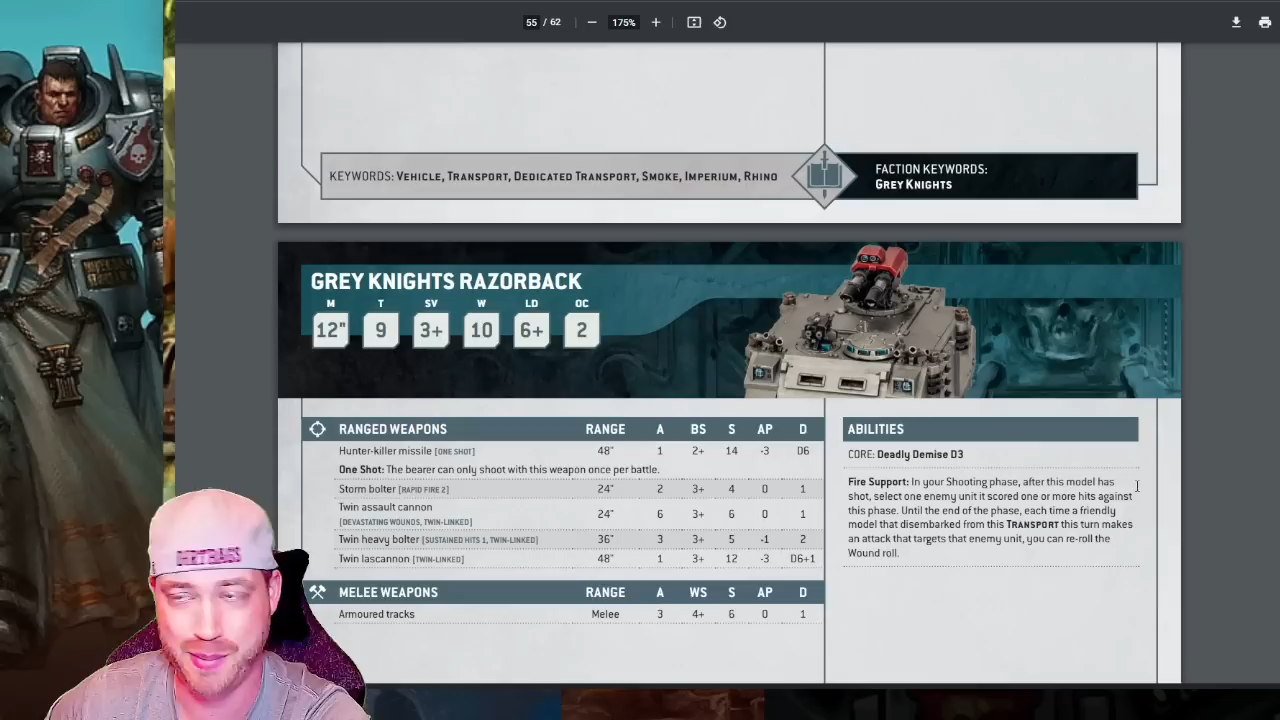 55 / 62 − 175% +
KEYWORDS: VEHICLE, TRANSPORT, DEDICATED TRANSPORT, SMOKE, IMPERIUM, RHINO
FACTION KEYWORDS:
GREY KNIGHTS
GREY KNIGHTS RAZORBACK
M T SV W LD OC
12" 9 3+ 10 6+ 2
RANGED WEAPONS RANGE A BS S AP D
Hunter-killer missile [ONE SHOT] 48" 1 2+ 14 -3 D6
One Shot: The bearer can only shoot with this weapon once per battle.
Storm bolter [RAPID FIRE 2] 24" 2 3+ 4 0 1
Twin assault cannon
[DEVASTATING WOUNDS, TWIN-LINKED] 24" 6 3+ 6 0 1
Twin heavy bolter [SUSTAINED HITS 1, TWIN-LINKED] 36" 3 3+ 5 -1 2
Twin lascannon [TWIN-LINKED] 48" 1 3+ 12 -3 D6+1
MELEE WEAPONS RANGE A WS S AP D
Armoured tracks Melee 3 4+ 6 0 1
ABILITIES
CORE: Deadly Demise D3
Fire Support: In your Shooting phase, after this model has
shot, select one enemy unit it scored one or more hits against
this phase. Until the end of the phase, each time a friendly
model that disembarked from this TRANSPORT this turn makes
an attack that targets that enemy unit, you can re-roll the
Wound roll.